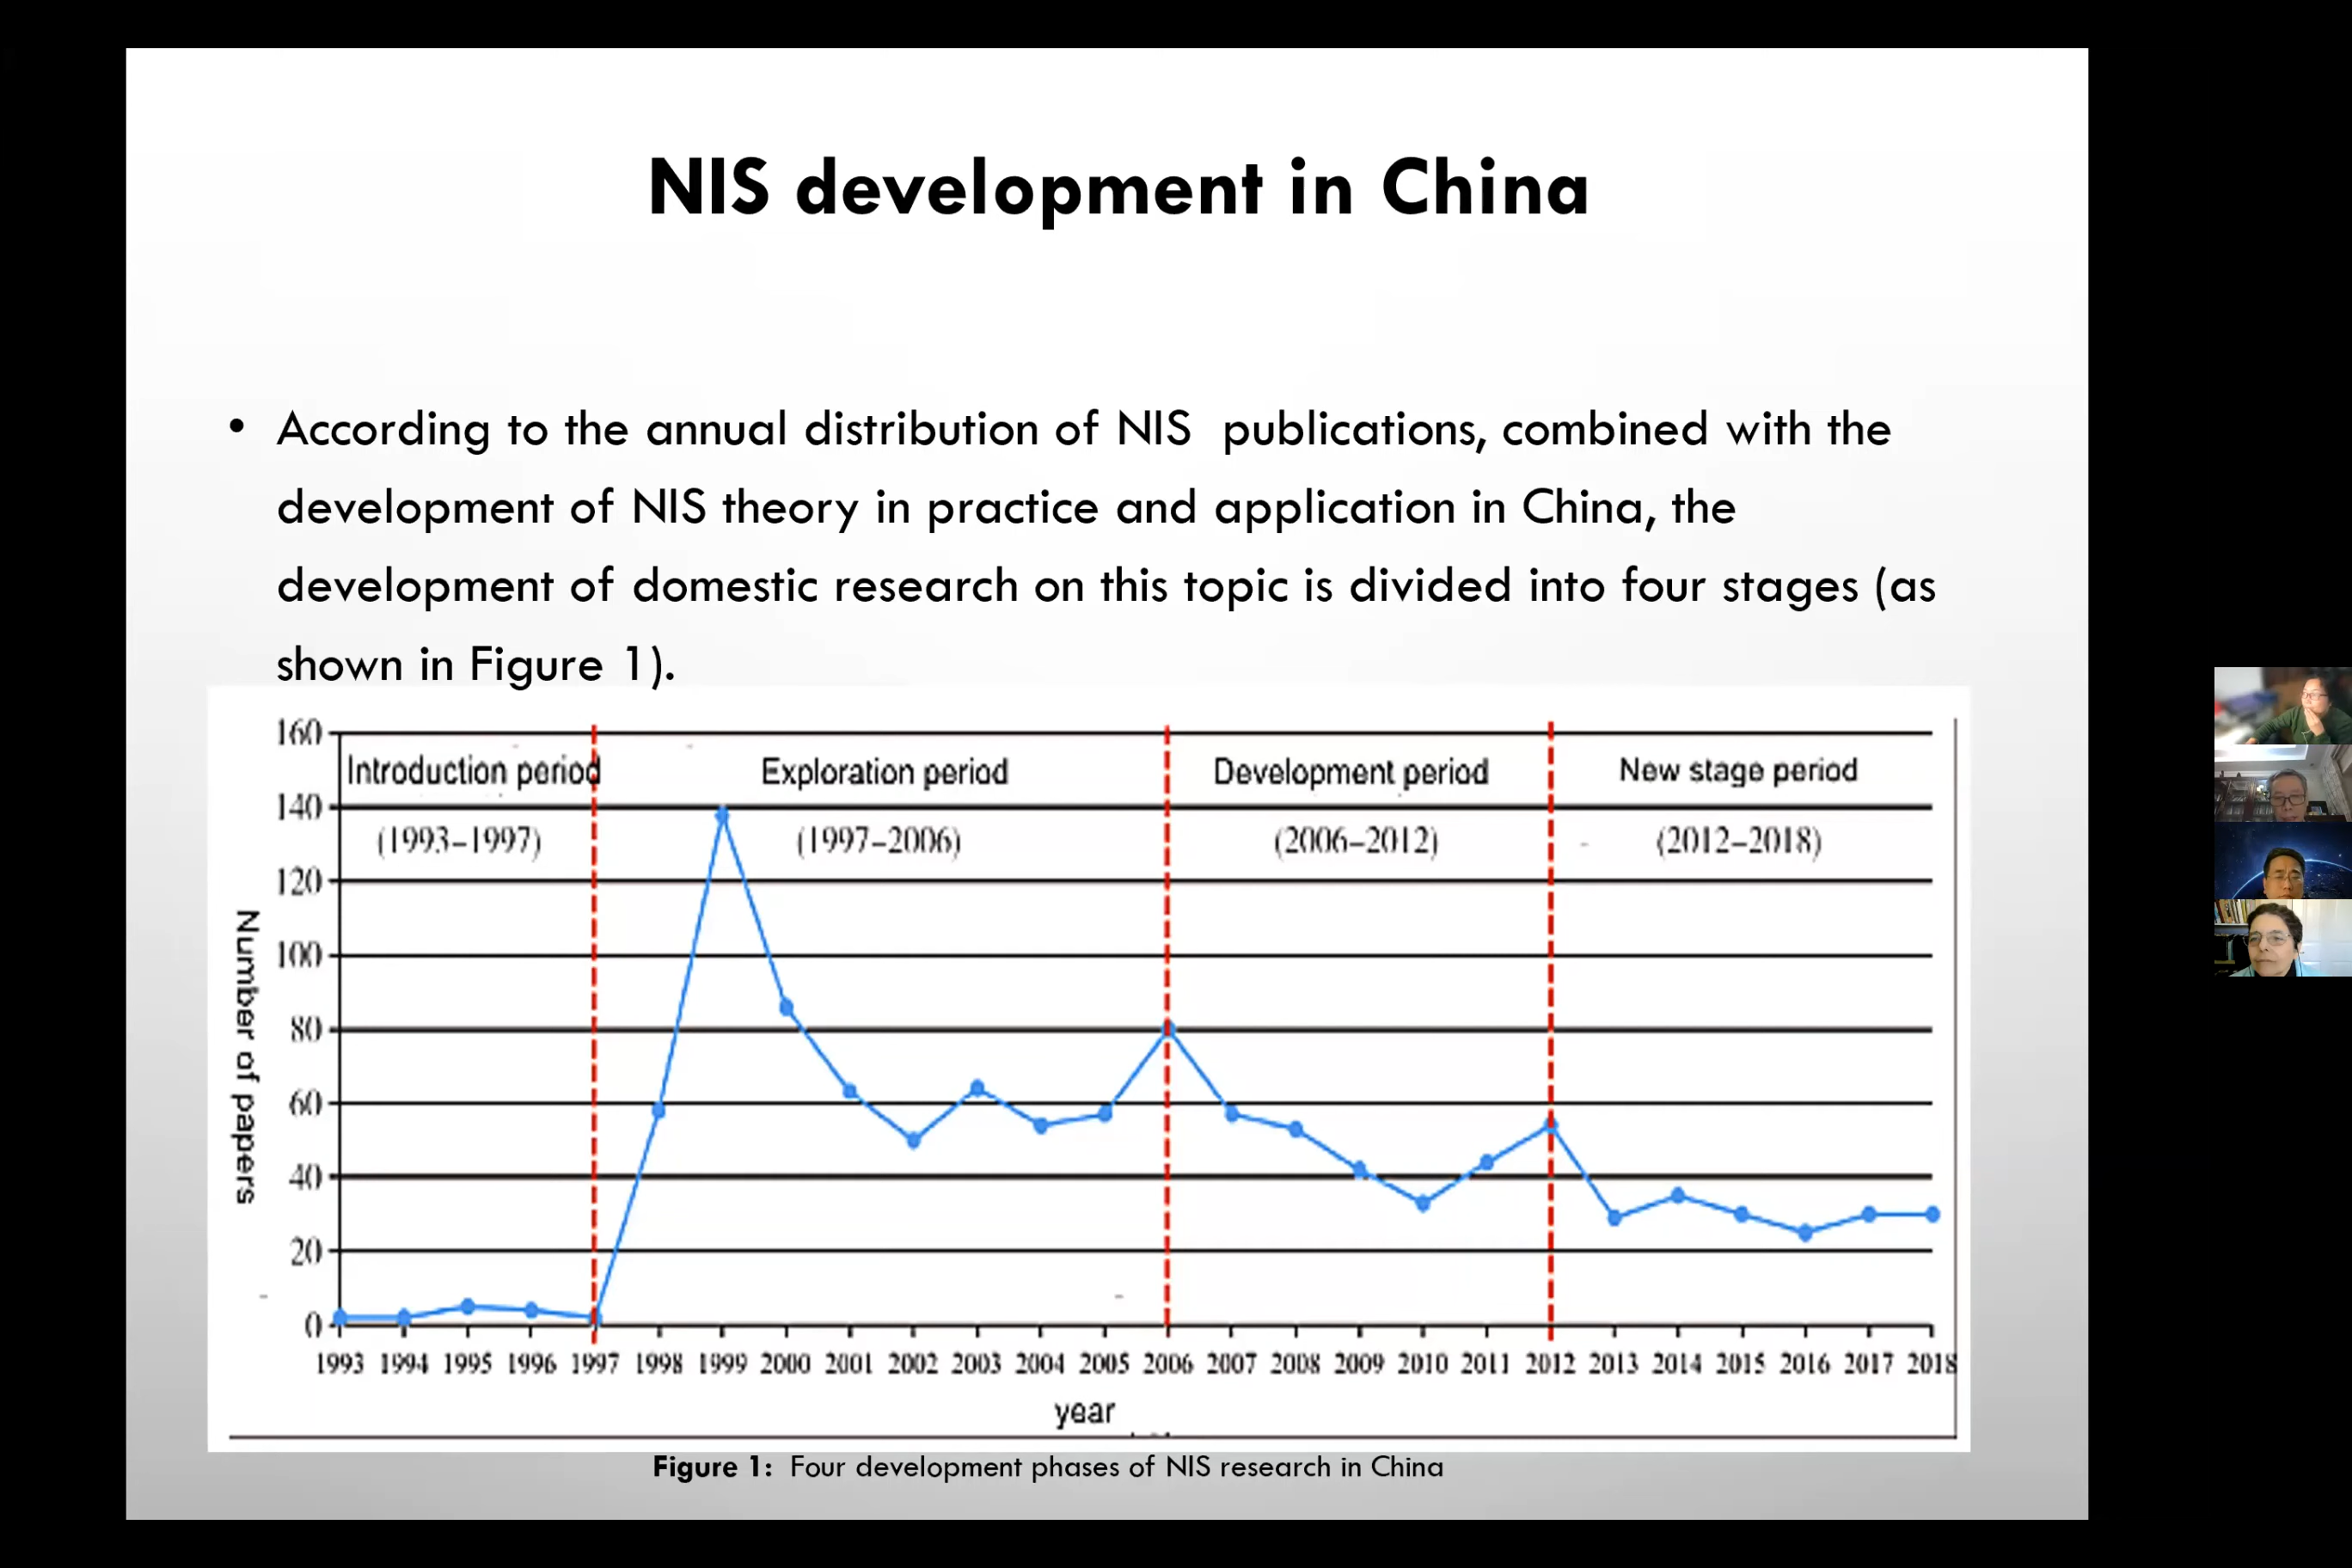 NIS development in China
• According to the annual distribution of NIS publications, combined with the
development of NIS theory in practice and application in China, the
development of domestic research on this topic is divided into four stages (as
shown in Figure 1).
160
140
120
100
80
60
40
20
0
Number of papers
Introduction period
(1993–1997)
Exploration period
(1997–2006)
Development period
(2006–2012)
New stage period
(2012–2018)
1993 1994 1995 1996 1997 1998 1999 2000 2001 2002 2003 2004 2005 2006 2007 2008 2009 2010 2011 2012 2013 2014 2015 2016 2017 2018
year
Figure 1: Four development phases of NIS research in China